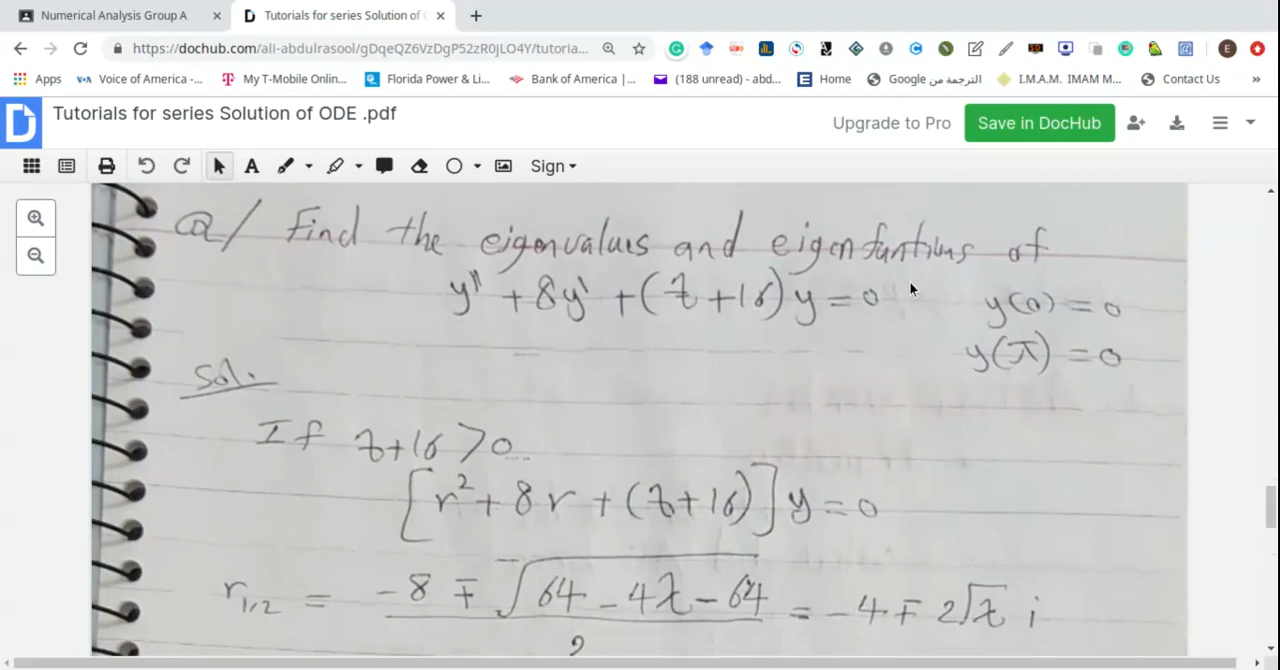 Numerical Analysis Group A
Tutorials for series Solution of
https://dochub.com/ali-abdulrasool/gDqeQZ6VzDgP52zR0jLO4Y/tutoria...
E
Apps
Voice of America -...
My T-Mobile Onlin...
Florida Power & Li...
Bank of America |...
(188 unread) - abd...
Home
الترجمة من Google
I.M.A.M. IMAM M...
Contact Us
»
Tutorials for series Solution of ODE .pdf
Upgrade to Pro
Save in DocHub
A
Sign
Q/ Find the eigenvalues and eigenfuntions of
y'' + 8y' + (λ+16)y = 0 y(0) = 0
y(π) = 0
Sol.
If λ+16 > 0
[r² + 8r + (λ+16)] y = 0
r1,2 = (-8 ∓ √(64 - 4λ - 64)) / 2 = -4 ∓ 2√λ i